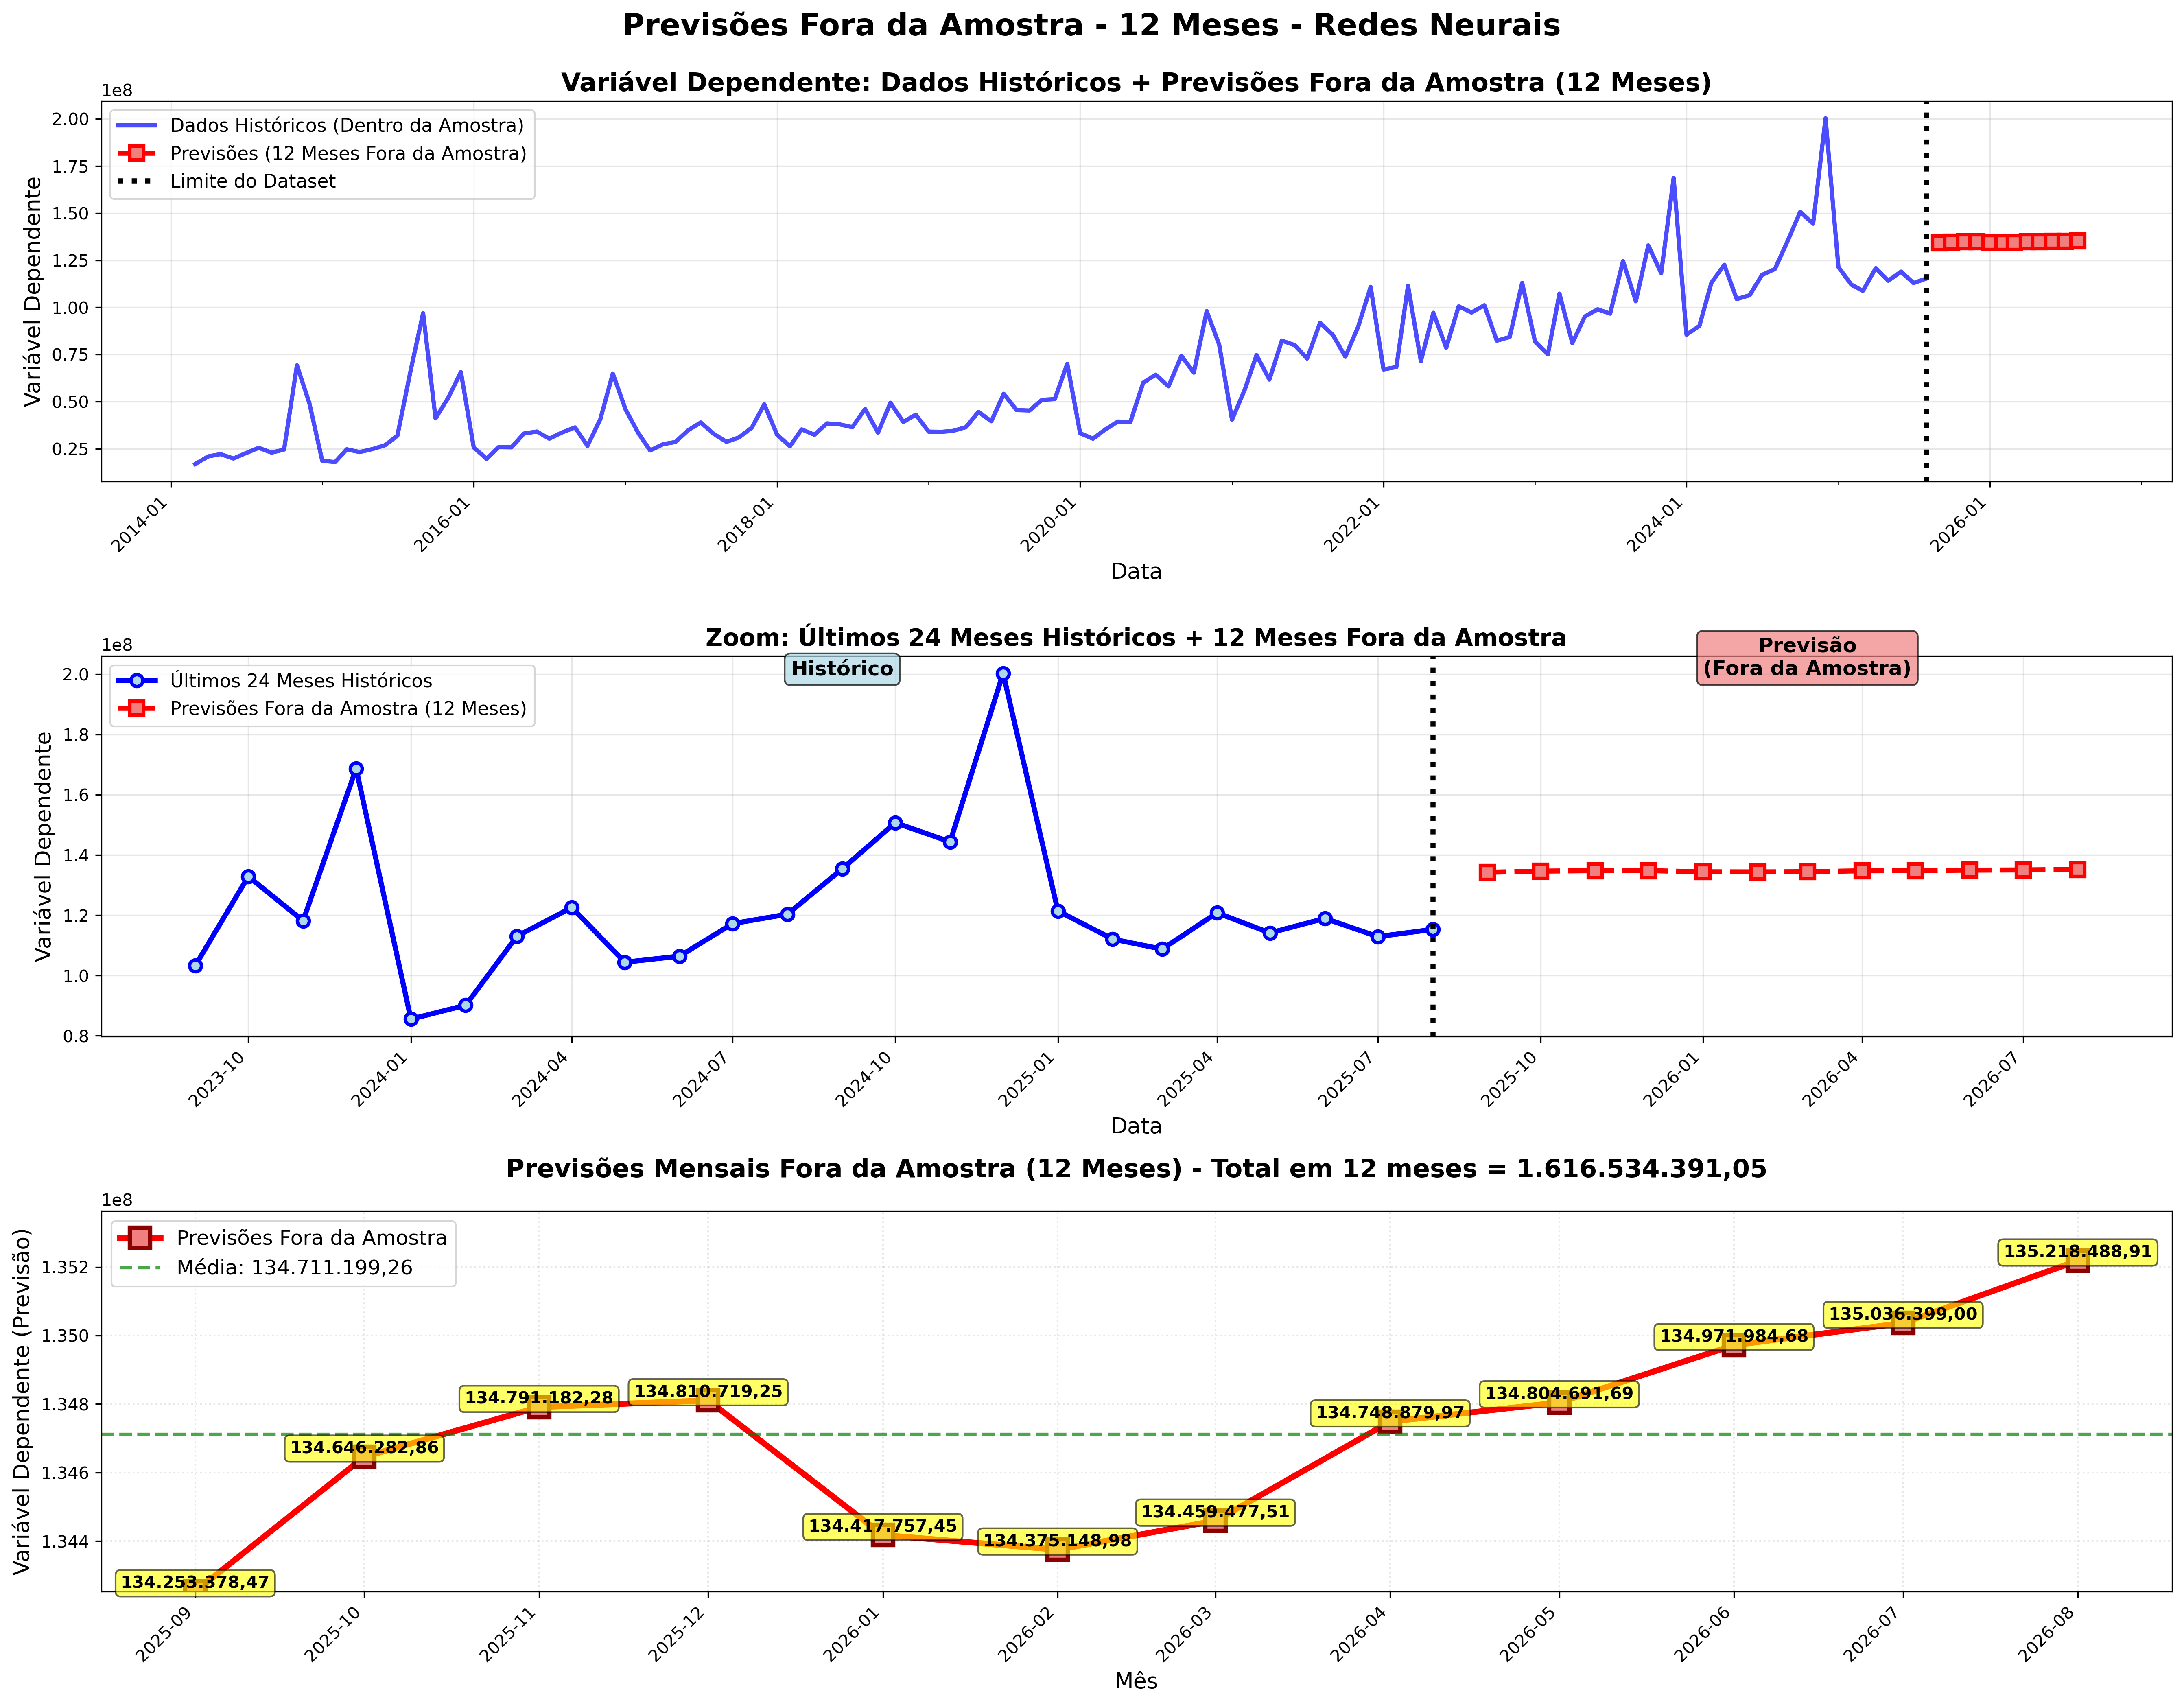 Previsões Fora da Amostra - 12 Meses - Redes Neurais
Variável Dependente: Dados Históricos + Previsões Fora da Amostra (12 Meses)
1e8
Dados Históricos (Dentro da Amostra)
Previsões (12 Meses Fora da Amostra)
Limite do Dataset
Variável Dependente
2.00
1.75
1.50
1.25
1.00
0.75
0.50
0.25
2014-01
2016-01
2018-01
2020-01
2022-01
2024-01
2026-01
Data
Zoom: Últimos 24 Meses Históricos + 12 Meses Fora da Amostra
1e8
Últimos 24 Meses Históricos
Previsões Fora da Amostra (12 Meses)
Histórico
Previsão
(Fora da Amostra)
Variável Dependente
2.0
1.8
1.6
1.4
1.2
1.0
0.8
2023-10
2024-01
2024-04
2024-07
2024-10
2025-01
2025-04
2025-07
2025-10
2026-01
2026-04
2026-07
Data
Previsões Mensais Fora da Amostra (12 Meses) - Total em 12 meses = 1.616.534.391,05
1e8
Previsões Fora da Amostra
Média: 134.711.199,26
Variável Dependente (Previsão)
1.352
1.350
1.348
1.346
1.344
134.253.378,47
134.646.282,86
134.791.182,28
134.810.719,25
134.417.757,45
134.375.148,98
134.459.477,51
134.748.879,97
134.804.691,69
134.971.984,68
135.036.399,00
135.218.488,91
2025-09
2025-10
2025-11
2025-12
2026-01
2026-02
2026-03
2026-04
2026-05
2026-06
2026-07
2026-08
Mês